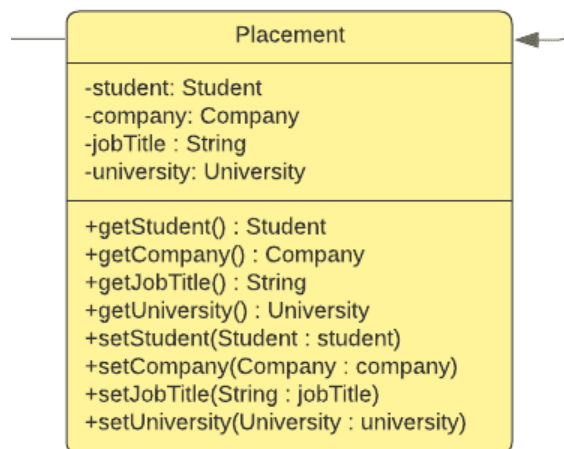 Placement
-student: Student
-company: Company
-jobTitle : String
-university: University
+getStudent() : Student
+getCompany() : Company
+getJobTitle() : String
+getUniversity() : University
+setStudent(Student : student)
+setCompany(Company : company)
+setJobTitle(String : jobTitle)
+setUniversity(University : university)